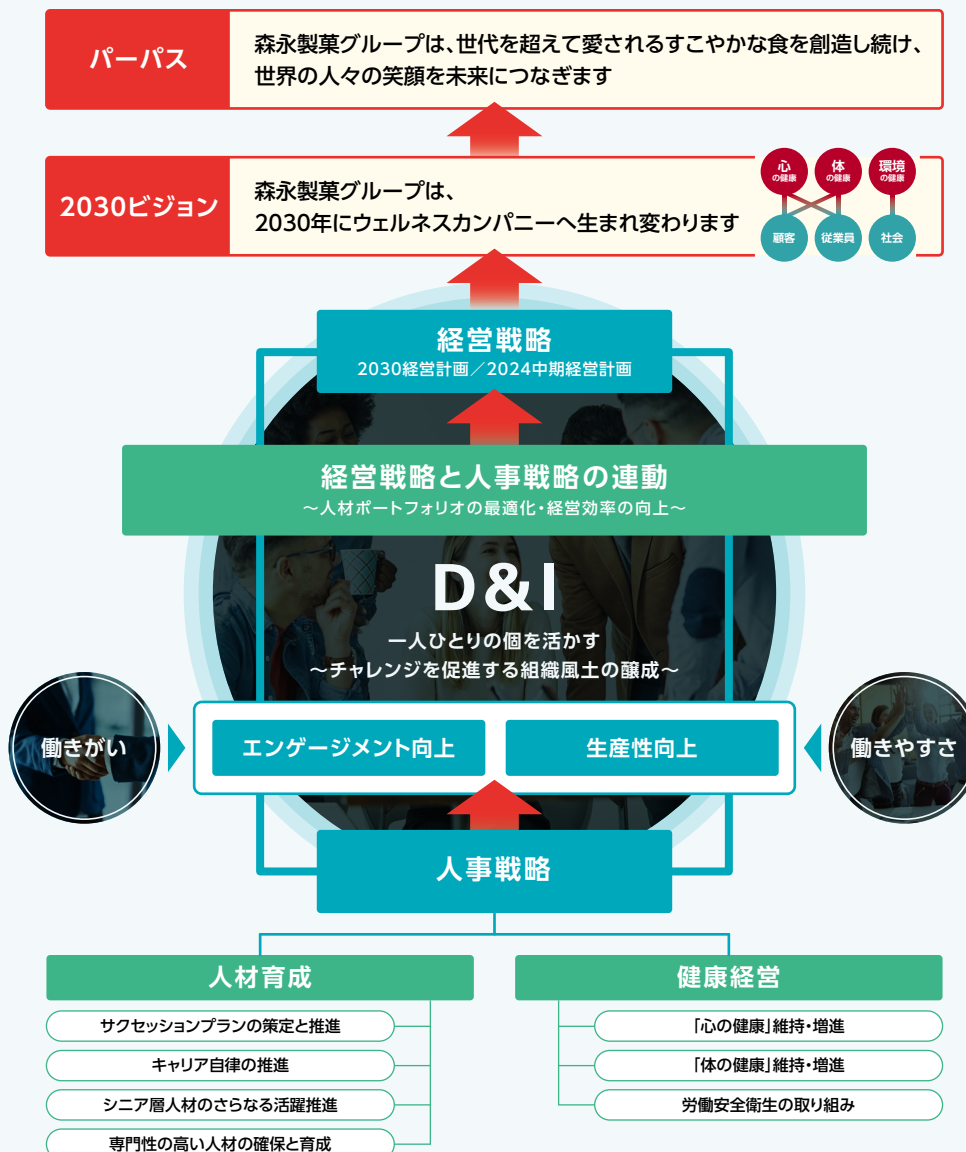 パーパス
森永製菓グループは、世代を超えて愛されるすこやかな食を創造し続け、
世界の人々の笑顔を未来につなぎます
2030ビジョン
森永製菓グループは、
2030年にウェルネスカンパニーへ生まれ変わります
心
の健康
体
の健康
環境
の健康
顧客
従業員
社会
経営戦略
2030経営計画／2024中期経営計画
経営戦略と人事戦略の連動
～人材ポートフォリオの最適化・経営効率の向上～
D&I
一人ひとりの個を活かす
～チャレンジを促進する組織風土の醸成～
働きがい
エンゲージメント向上
生産性向上
働きやすさ
人事戦略
人材育成
サクセッションプランの策定と推進
キャリア自律の推進
シニア層人材のさらなる活躍推進
専門性の高い人材の確保と育成
健康経営
「心の健康」維持・増進
「体の健康」維持・増進
労働安全衛生の取り組み